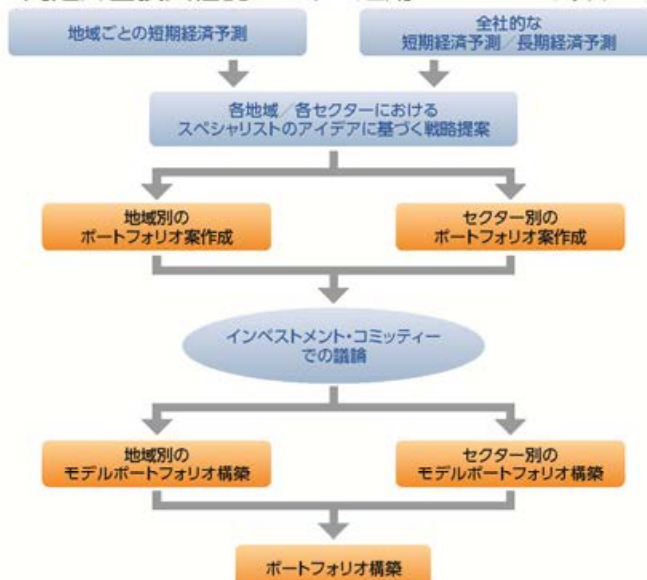 地域ごとの短期経済予測
全社的な
短期経済予測／長期経済予測
各地域／各セクターにおける
スペシャリストのアイデアに基づく戦略提案
地域別の
ポートフォリオ案作成
セクター別の
ポートフォリオ案作成
インベストメント・コミッティー
での議論
地域別の
モデルポートフォリオ構築
セクター別の
モデルポートフォリオ構築
ポートフォリオ構築